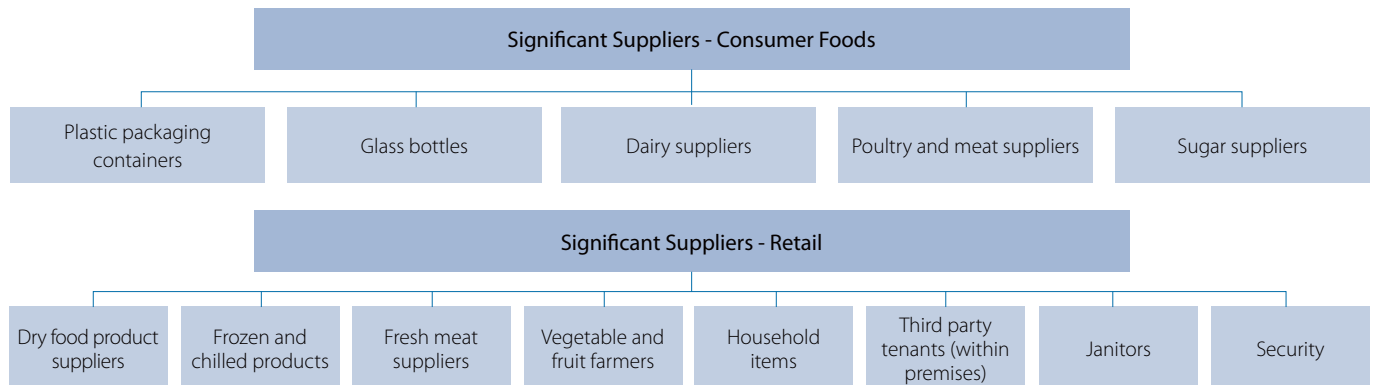 Significant Suppliers - Consumer Foods
Plastic packaging
containers
Glass bottles
Dairy suppliers
Poultry and meat suppliers
Sugar suppliers
Significant Suppliers - Retail
Dry food product
suppliers
Frozen and
chilled products
Fresh meat
suppliers
Vegetable and
fruit farmers
Household
items
Third party
tenants (within
premises)
Janitors
Security